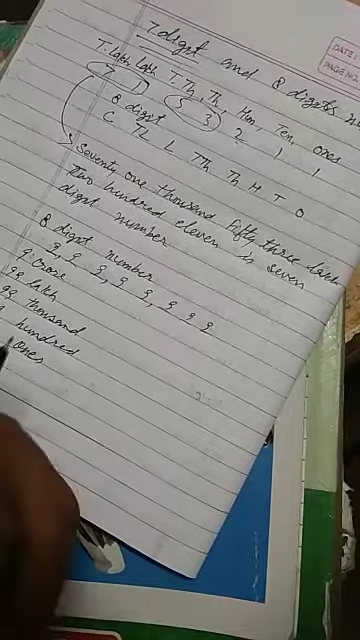 DATE:
PAGE NO
7 digit and 8 digits
T. lakh lakh T.Th, Th, Hun, Ten, ones
7 1 5 3 2 1 1
8 digit
C TL L TTh Th H T O
Seventy one thousand fifty three lakh
Two hundred eleven is seven
digit number
8 digit number
9, 9 9, 9 9, 9 9 9
9 crore
99 lakh
99 thousand
hundred
ones